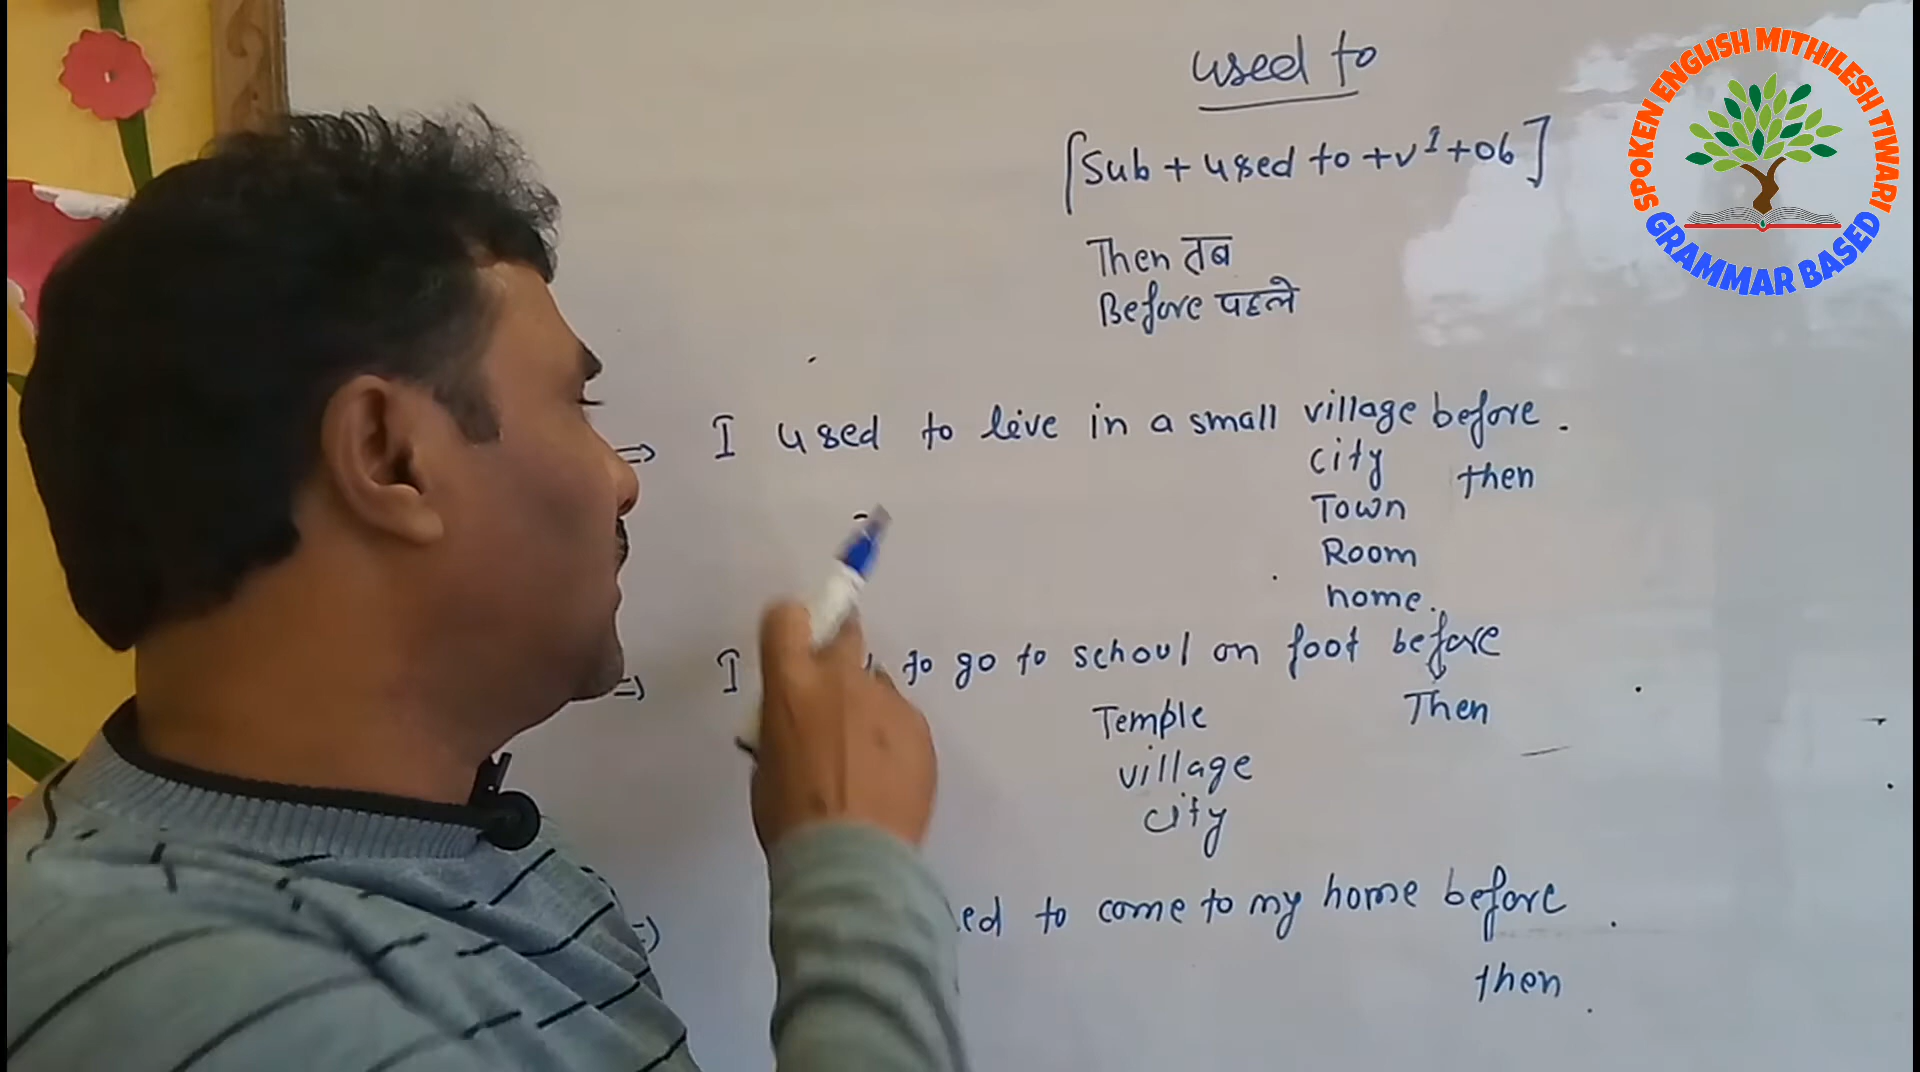 used to
[Sub + used to + v1 + ob]
Then तब
Before पहले
⇒ I used to live in a small village before.
city then
Town
Room
home.
⇒ I to go to school on foot before
Temple Then
village
city
⇒ ed to come to my home before.
then
SPOKEN ENGLISH MITHILESH TIWARI
GRAMMAR BASED